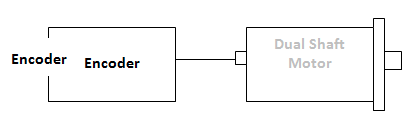 Encoder
Encoder
Dual Shaft
Motor